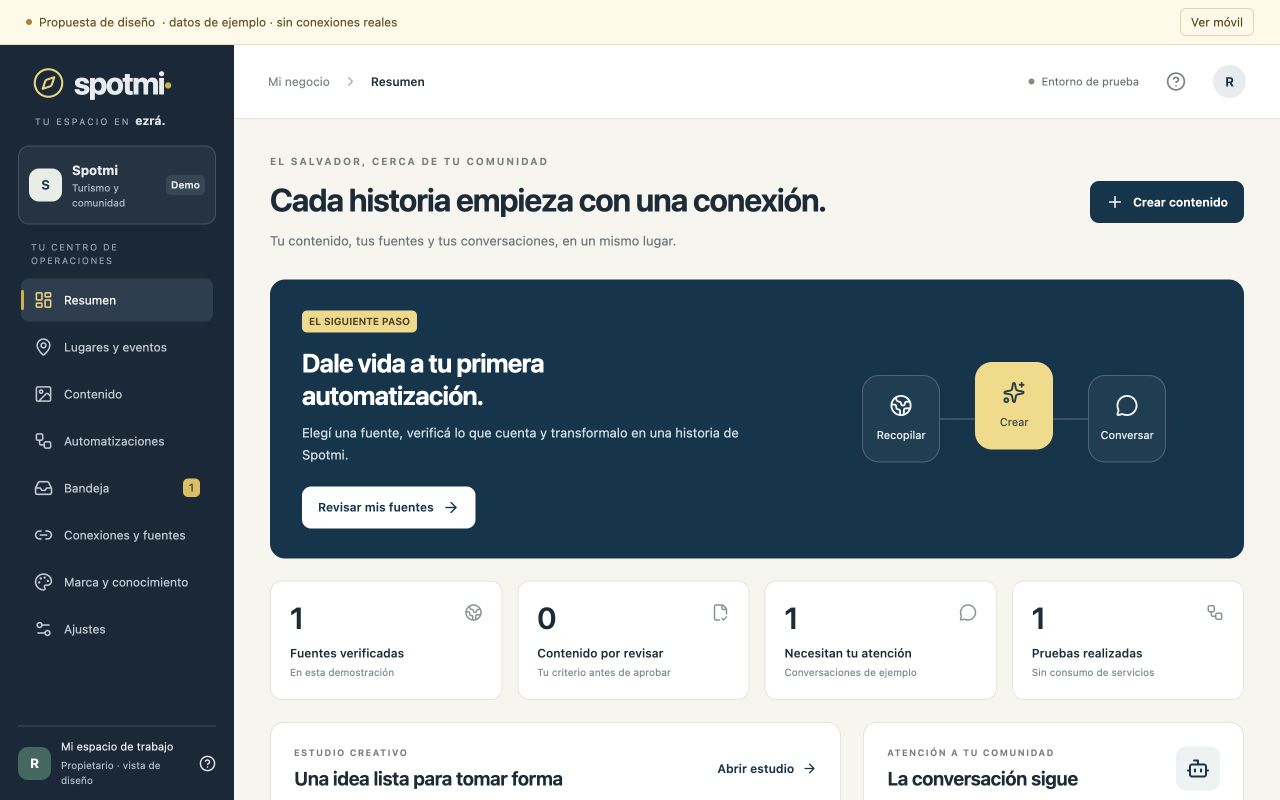 Propuesta de diseño · datos de ejemplo · sin conexiones reales
Ver móvil
spotmi
TU ESPACIO EN ezrá.
S
Spotmi
Turismo y
comunidad
Demo
TU CENTRO DE
OPERACIONES
Resumen
Lugares y eventos
Contenido
Automatizaciones
Bandeja
1
Conexiones y fuentes
Marca y conocimiento
Ajustes
R
Mi espacio de trabajo
Propietario · vista de
diseño
Mi negocio
Resumen
Entorno de prueba
R
EL SALVADOR, CERCA DE TU COMUNIDAD
Cada historia empieza con una conexión.
Tu contenido, tus fuentes y tus conversaciones, en un mismo lugar.
Crear contenido
EL SIGUIENTE PASO
Dale vida a tu primera
automatización.
Elegí una fuente, verificá lo que cuenta y transformalo en una historia de
Spotmi.
Revisar mis fuentes
Recopilar
Crear
Conversar
1
Fuentes verificadas
En esta demostración
0
Contenido por revisar
Tu criterio antes de aprobar
1
Necesitan tu atención
Conversaciones de ejemplo
1
Pruebas realizadas
Sin consumo de servicios
ESTUDIO CREATIVO
Una idea lista para tomar forma
Abrir estudio
ATENCIÓN A TU COMUNIDAD
La conversación sigue